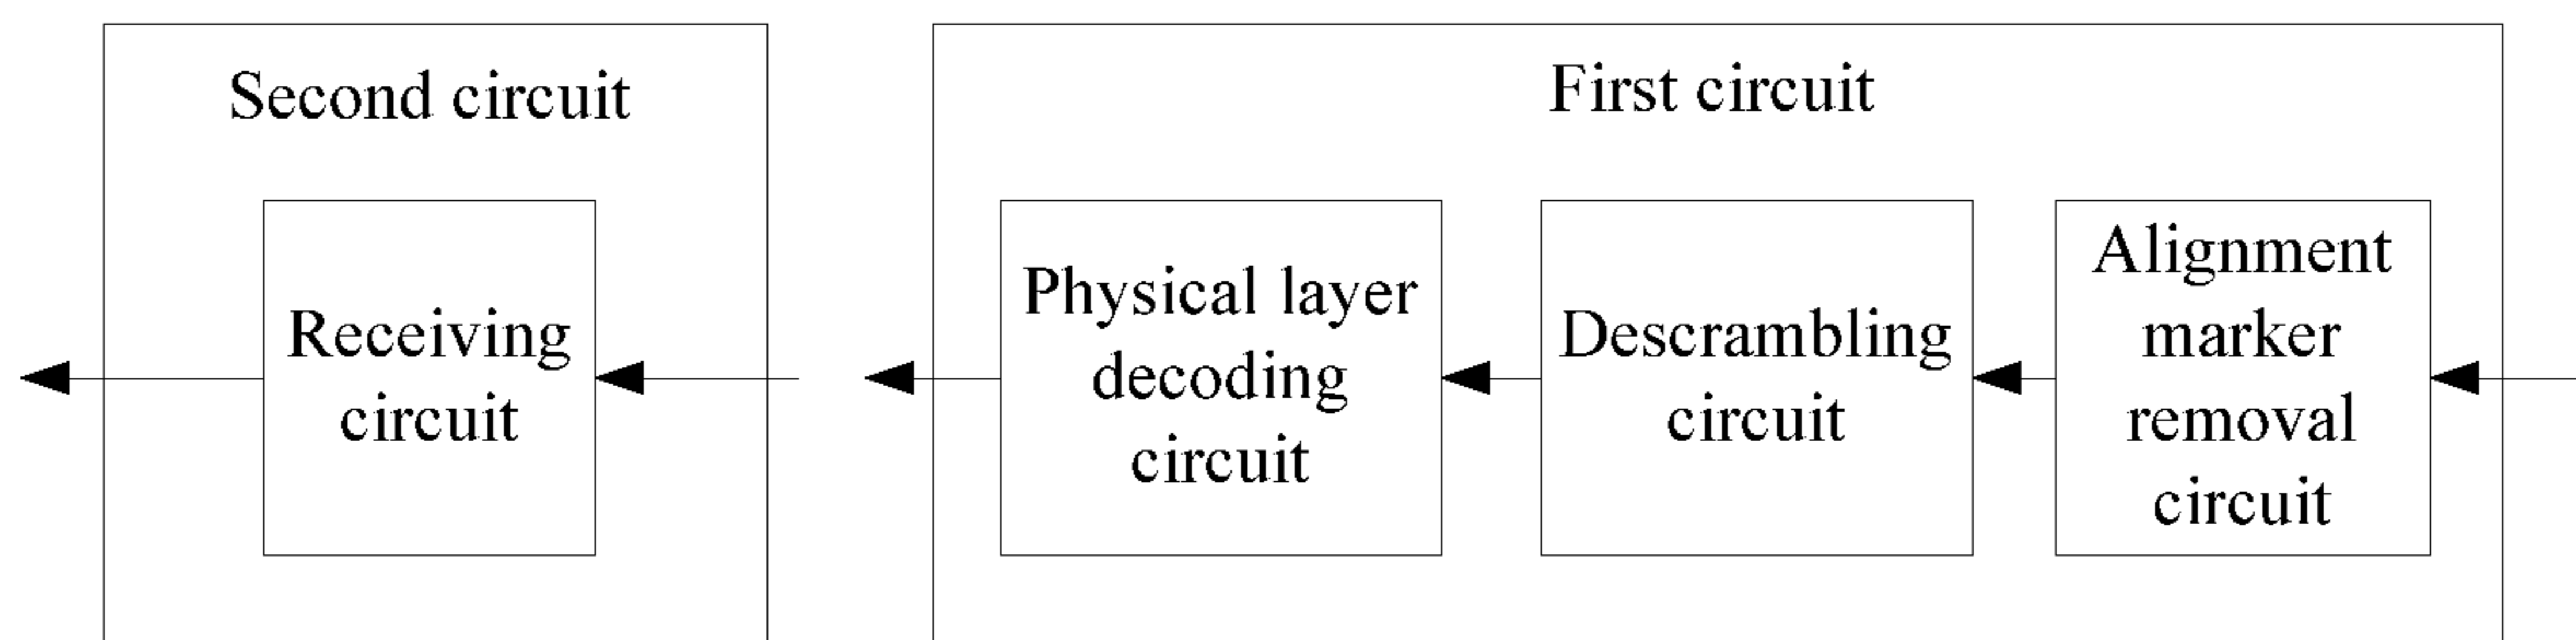 Second circuit
Receiving
circuit
First circuit
Physical layer
decoding
circuit
Descrambling
circuit
Alignment
marker
removal
circuit